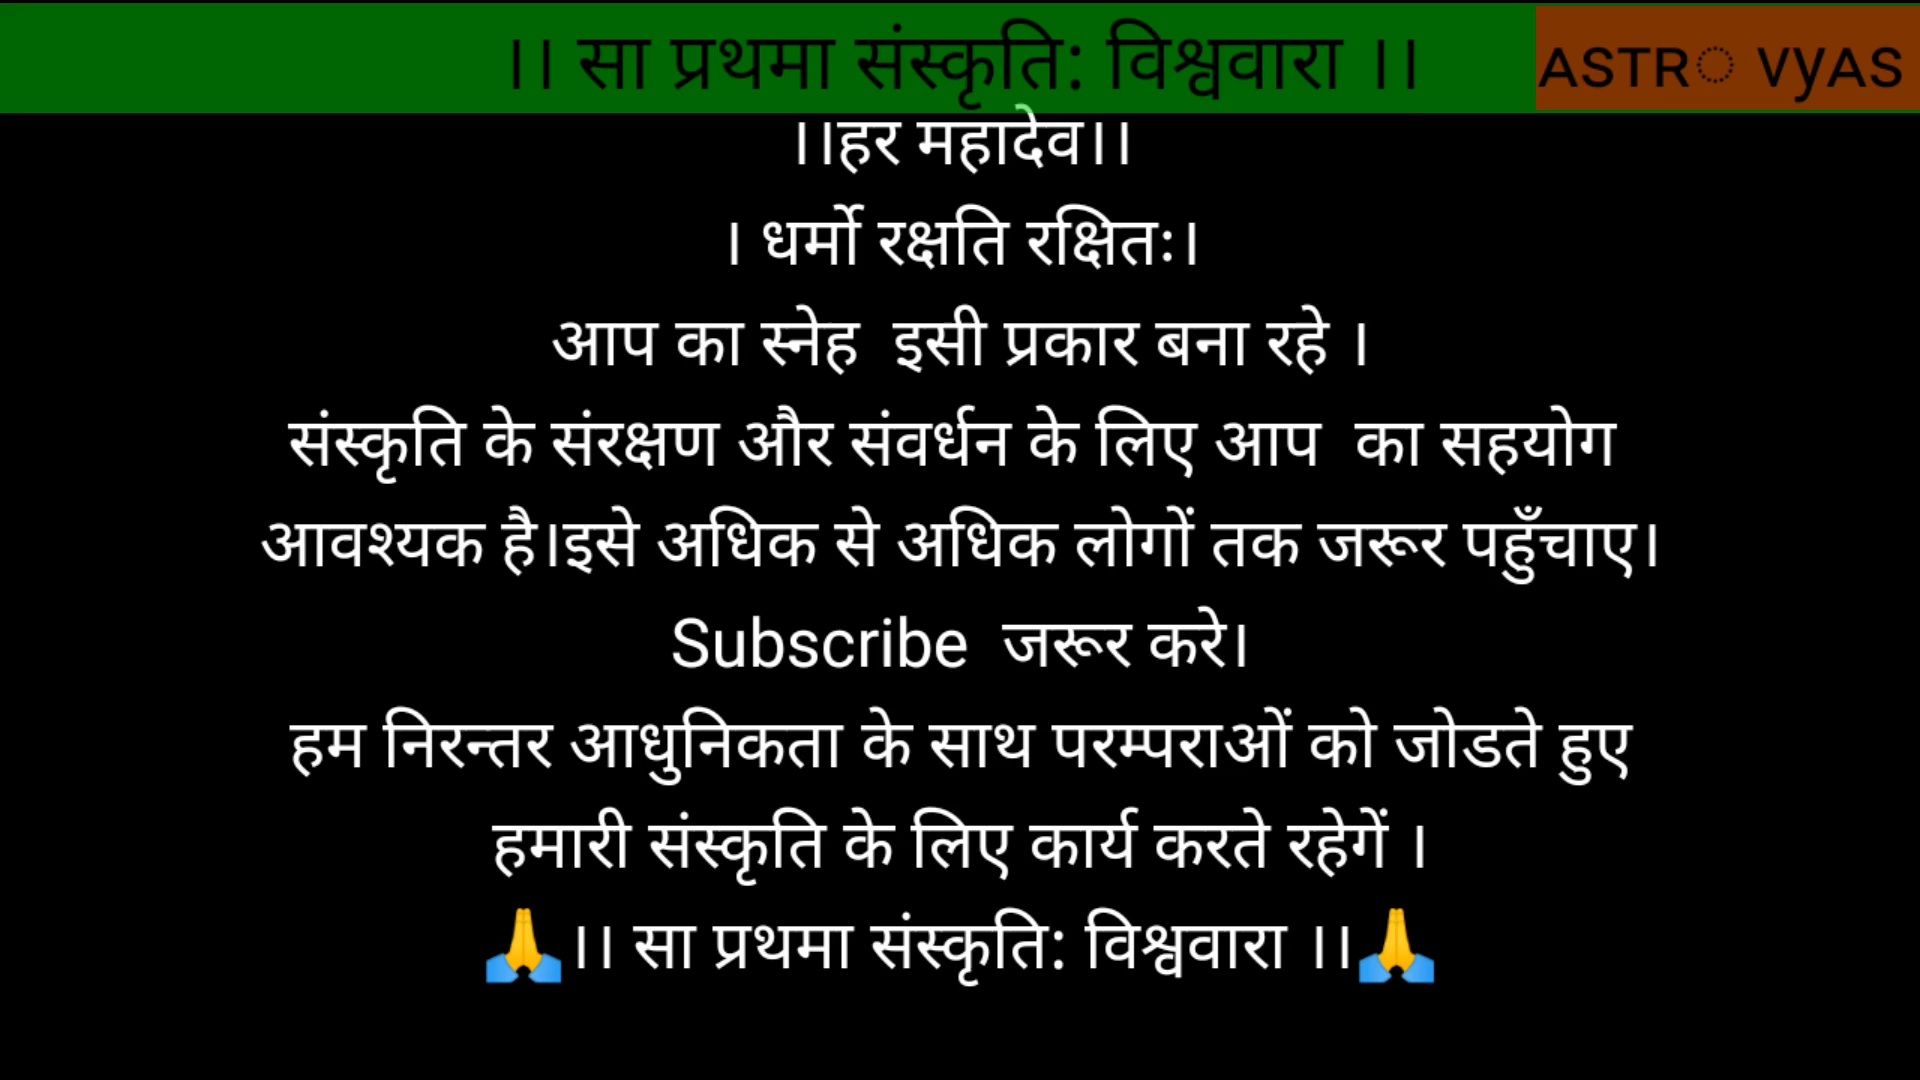 ।। सा प्रथमा संस्कृति: विश्ववारा ।।
ASTR○ VyAS
।।हर महादेव।।
। धर्मो रक्षति रक्षितः।
आप का स्नेह  इसी प्रकार बना रहे ।
संस्कृति के संरक्षण और संवर्धन के लिए आप  का सहयोग
आवश्यक है।इसे अधिक से अधिक लोगों तक जरूर पहुँचाए।
Subscribe  जरूर करे।
हम निरन्तर आधुनिकता के साथ परम्पराओं को जोडते हुए
हमारी संस्कृति के लिए कार्य करते रहेगें ।
🙏।। सा प्रथमा संस्कृति: विश्ववारा ।।🙏